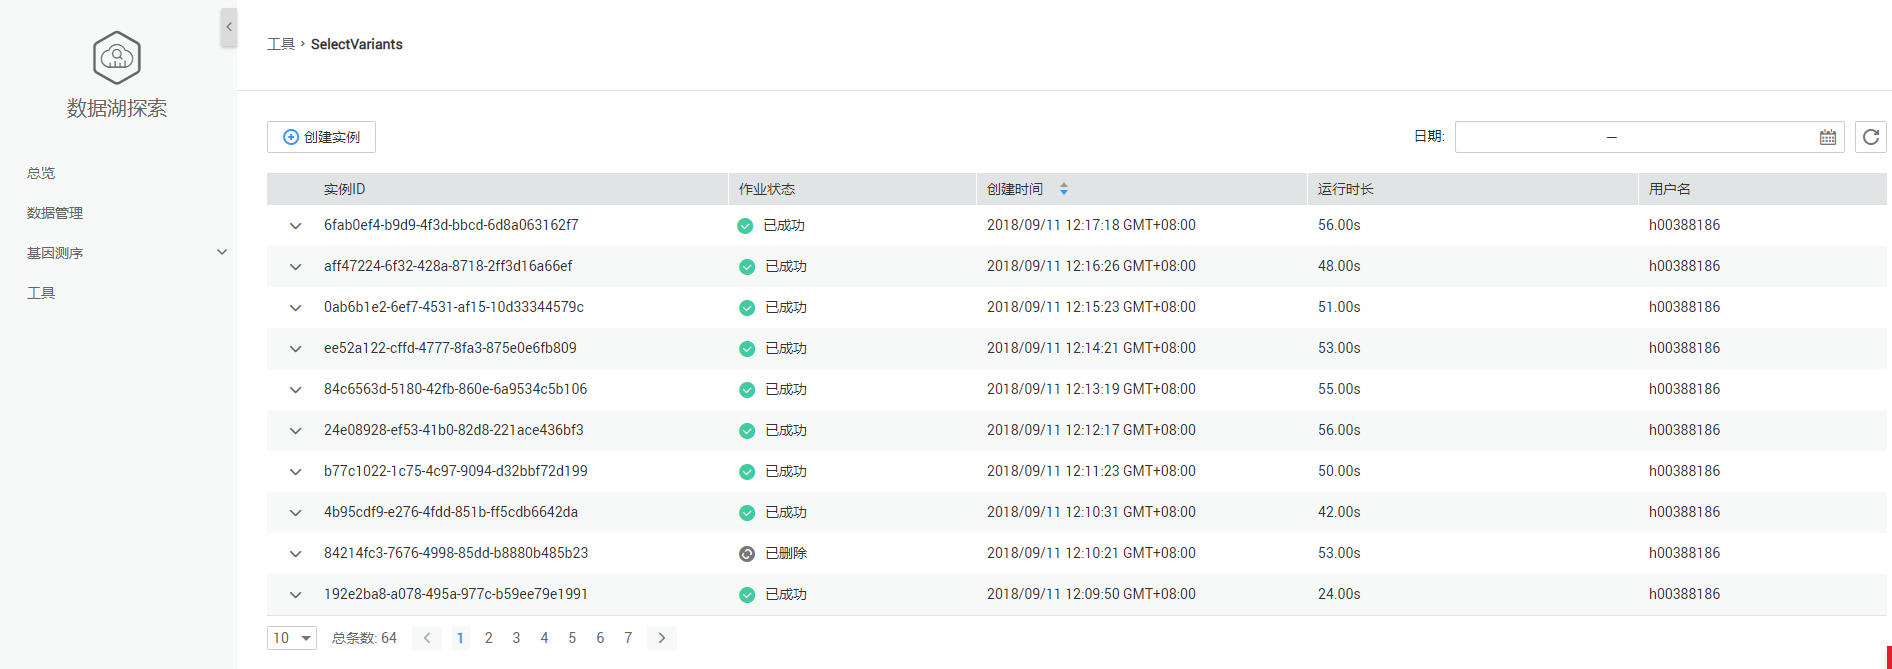 工具 › SelectVariants
数据湖探索
总览
数据管理
基因测序
工具
创建实例
日期: –
实例ID 作业状态 创建时间 运行时长 用户名
6fab0ef4-b9d9-4f3d-bbcd-6d8a063162f7 已成功 2018/09/11 12:17:18 GMT+08:00 56.00s h00388186
aff47224-6f32-428a-8718-2ff3d16a66ef 已成功 2018/09/11 12:16:26 GMT+08:00 48.00s h00388186
0ab6b1e2-6ef7-4531-af15-10d33344579c 已成功 2018/09/11 12:15:23 GMT+08:00 51.00s h00388186
ee52a122-cffd-4777-8fa3-875e0e6fb809 已成功 2018/09/11 12:14:21 GMT+08:00 53.00s h00388186
84c6563d-5180-42fb-860e-6a9534c5b106 已成功 2018/09/11 12:13:19 GMT+08:00 55.00s h00388186
24e08928-ef53-41b0-82d8-221ace436bf3 已成功 2018/09/11 12:12:17 GMT+08:00 56.00s h00388186
b77c1022-1c75-4c97-9094-d32bbf72d199 已成功 2018/09/11 12:11:23 GMT+08:00 50.00s h00388186
4b95cdf9-e276-4fdd-851b-ff5cdb6642da 已成功 2018/09/11 12:10:31 GMT+08:00 42.00s h00388186
84214fc3-7676-4998-85dd-b8880b485b23 已删除 2018/09/11 12:10:21 GMT+08:00 53.00s h00388186
192e2ba8-a078-495a-977c-b59ee79e1991 已成功 2018/09/11 12:09:50 GMT+08:00 24.00s h00388186
10 总条数: 64 1 2 3 4 5 6 7